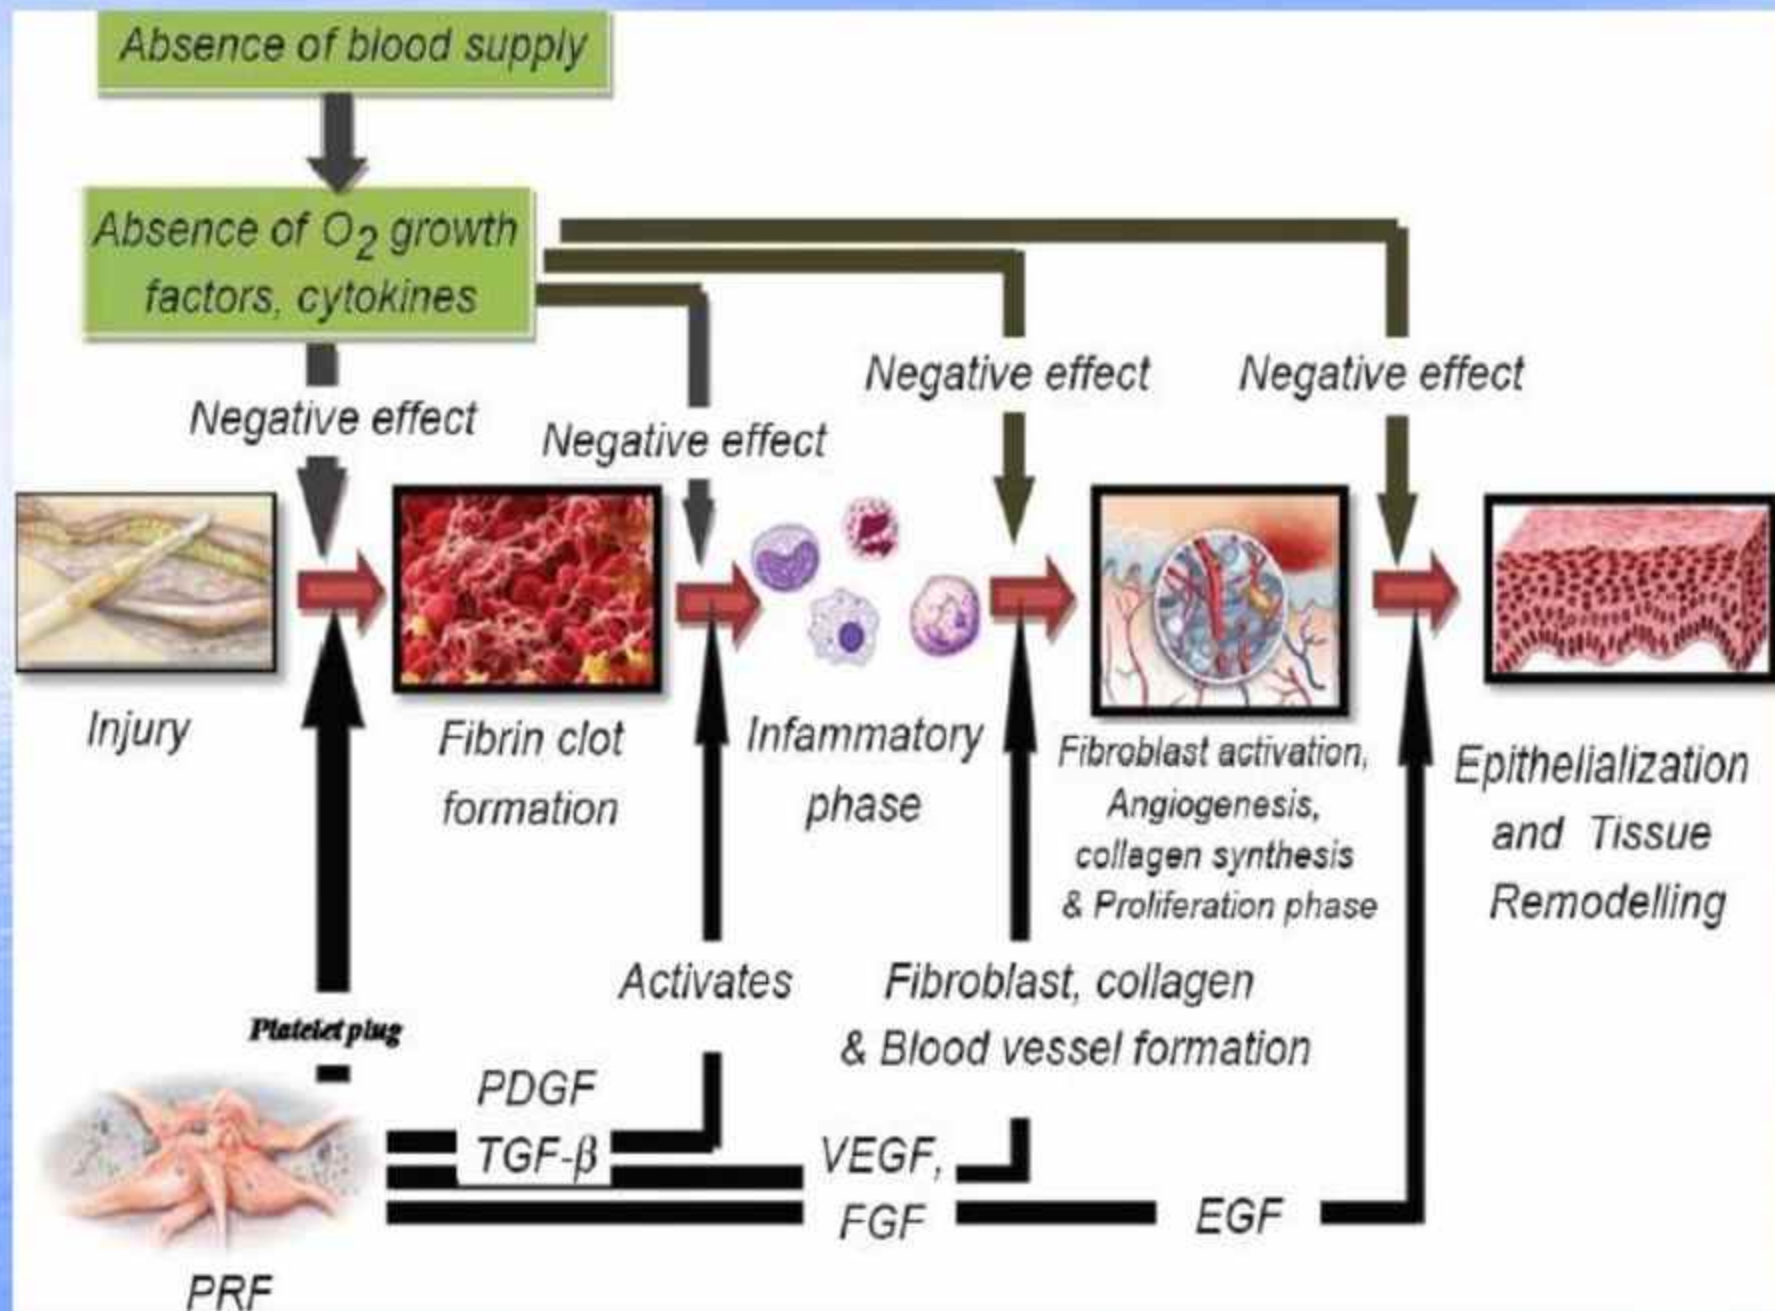 Absence of blood supply
Absence of O2 growth
factors, cytokines
Negative effect
Negative effect
Negative effect
Negative effect
Injury
Fibrin clot
formation
Infammatory
phase
Fibroblast activation,
Angiogenesis,
collagen synthesis
& Proliferation phase
Epithelialization
and Tissue
Remodelling
Platelet plug
Activates
Fibroblast, collagen
& Blood vessel formation
PDGF
TGF-β
VEGF,
FGF
EGF
PRF